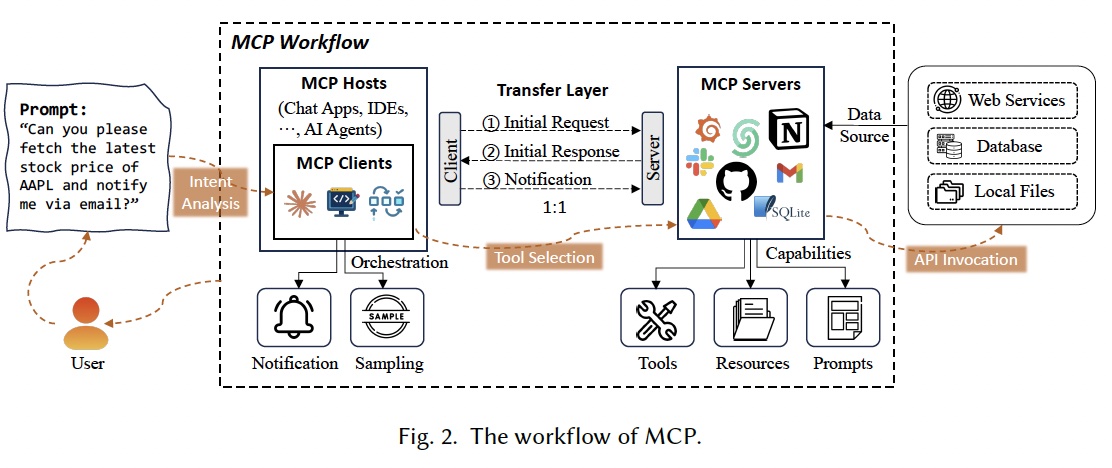 MCP Workflow
Prompt:
“Can you please
fetch the latest
stock price of
AAPL and notify
me via email?”
User
Intent
Analysis
MCP Hosts
(Chat Apps, IDEs,
···, AI Agents)
MCP Clients
Orchestration
Notification
SAMPLE
Sampling
Transfer Layer
Client
① Initial Request
② Initial Response
③ Notification
1:1
Server
Tool Selection
MCP Servers
N
SQLite
Capabilities
Tools
Resources
Prompts
Data
Source
API Invocation
Web Services
Database
Local Files
Fig. 2. The workflow of MCP.